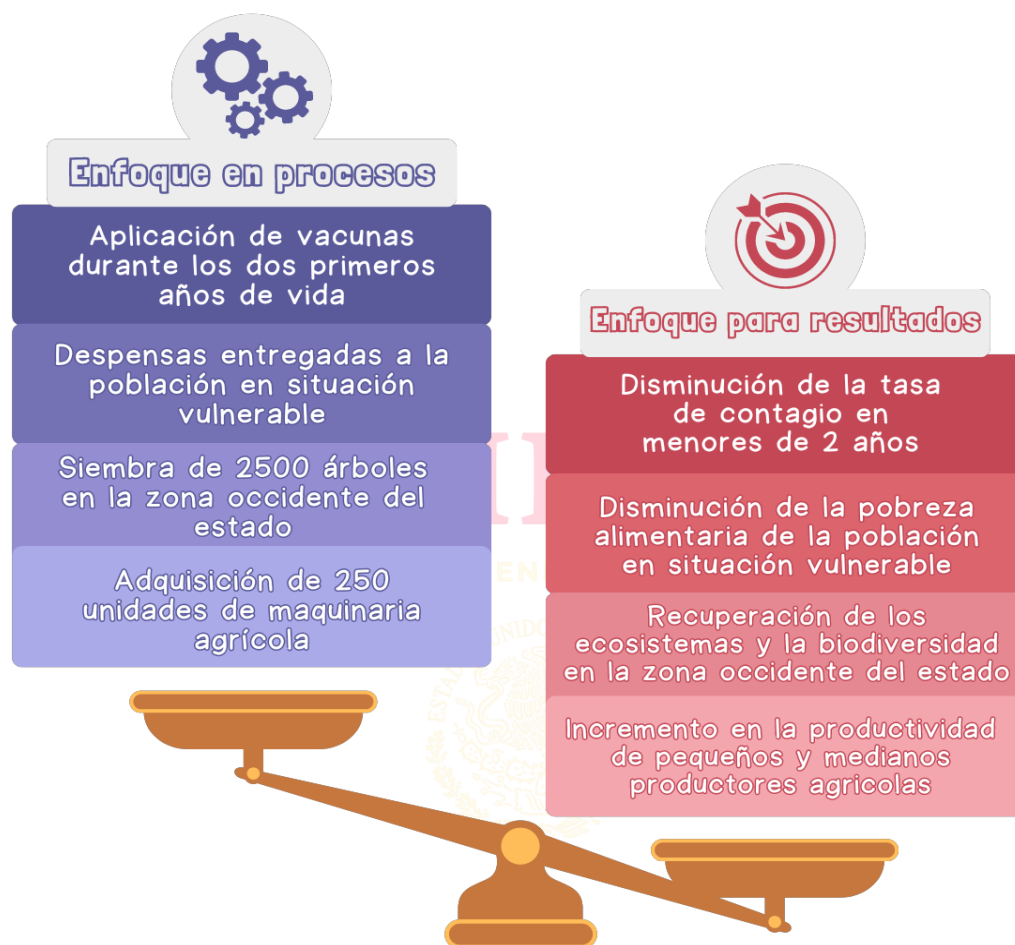 Enfoque en procesos
Aplicación de vacunas
durante los dos primeros
años de vida
Despensas entregadas a la
población en situación
vulnerable
Siembra de 2500 árboles
en la zona occidente del
estado
Adquisición de 250
unidades de maquinaria
agrícola
Enfoque para resultados
Disminución de la tasa
de contagio en
menores de 2 años
Disminución de la pobreza
alimentaria de la población
en situación vulnerable
Recuperación de los
ecosistemas y la biodiversidad
en la zona occidente del estado
Incremento en la productividad
de pequeños y medianos
productores agricolas